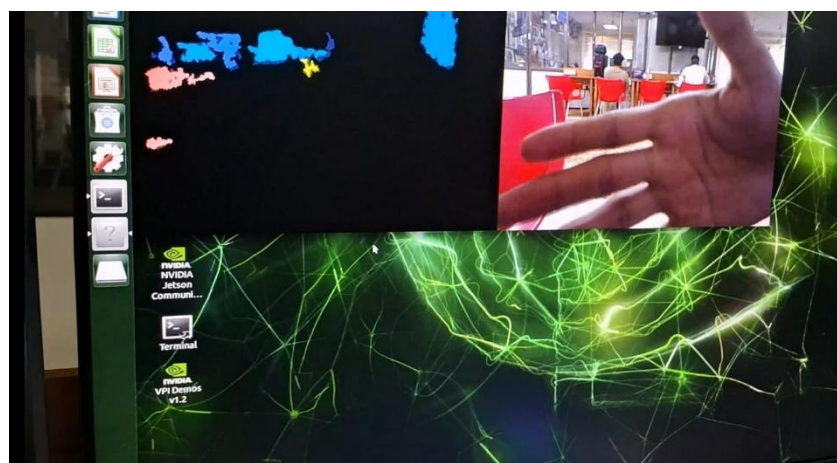 NVIDIA
NVIDIA
Jetson
Communi...
Terminal
NVIDIA
VPI Demos
v1.2